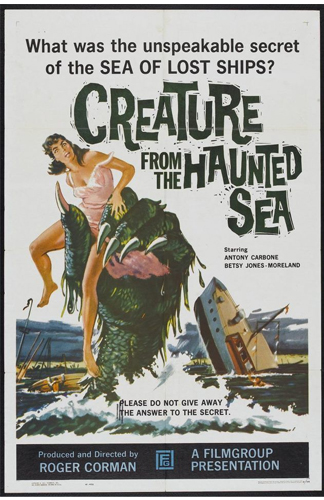 What was the unspeakable secret
of the SEA OF LOST SHIPS?
CREATURE
FROM
THE HAUNTED
SEA
Starring
ANTONY CARBONE
BETSY JONES-MORELAND
PLEASE DO NOT GIVE AWAY
THE ANSWER TO THE SECRET.
Produced and Directed by
ROGER CORMAN
FG
A FILMGROUP
PRESENTATION